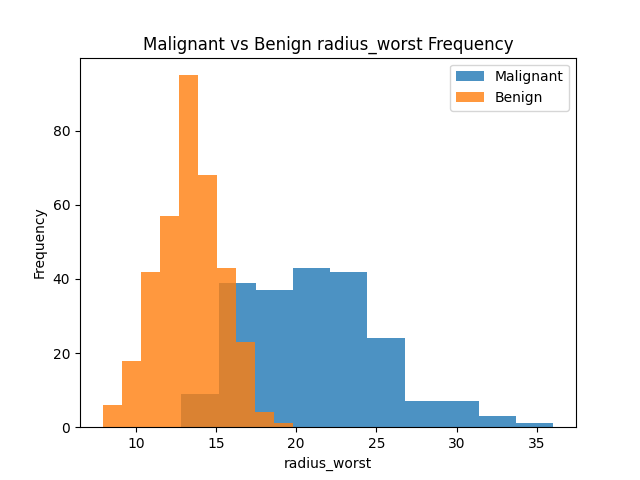 Malignant vs Benign radius_worst Frequency
Malignant
Benign
80
60
40
20
0
Frequency
10
15
20
25
30
35
radius_worst